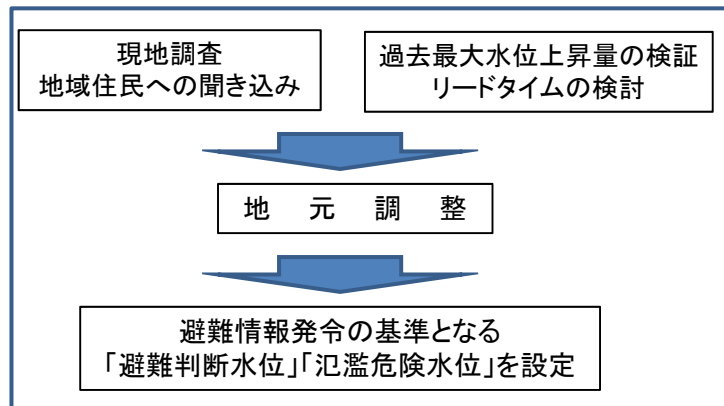 現地調査
地域住民への聞き込み
過去最大水位上昇量の検証
リードタイムの検討
地　元　調　整
避難情報発令の基準となる
「避難判断水位」「氾濫危険水位」を設定